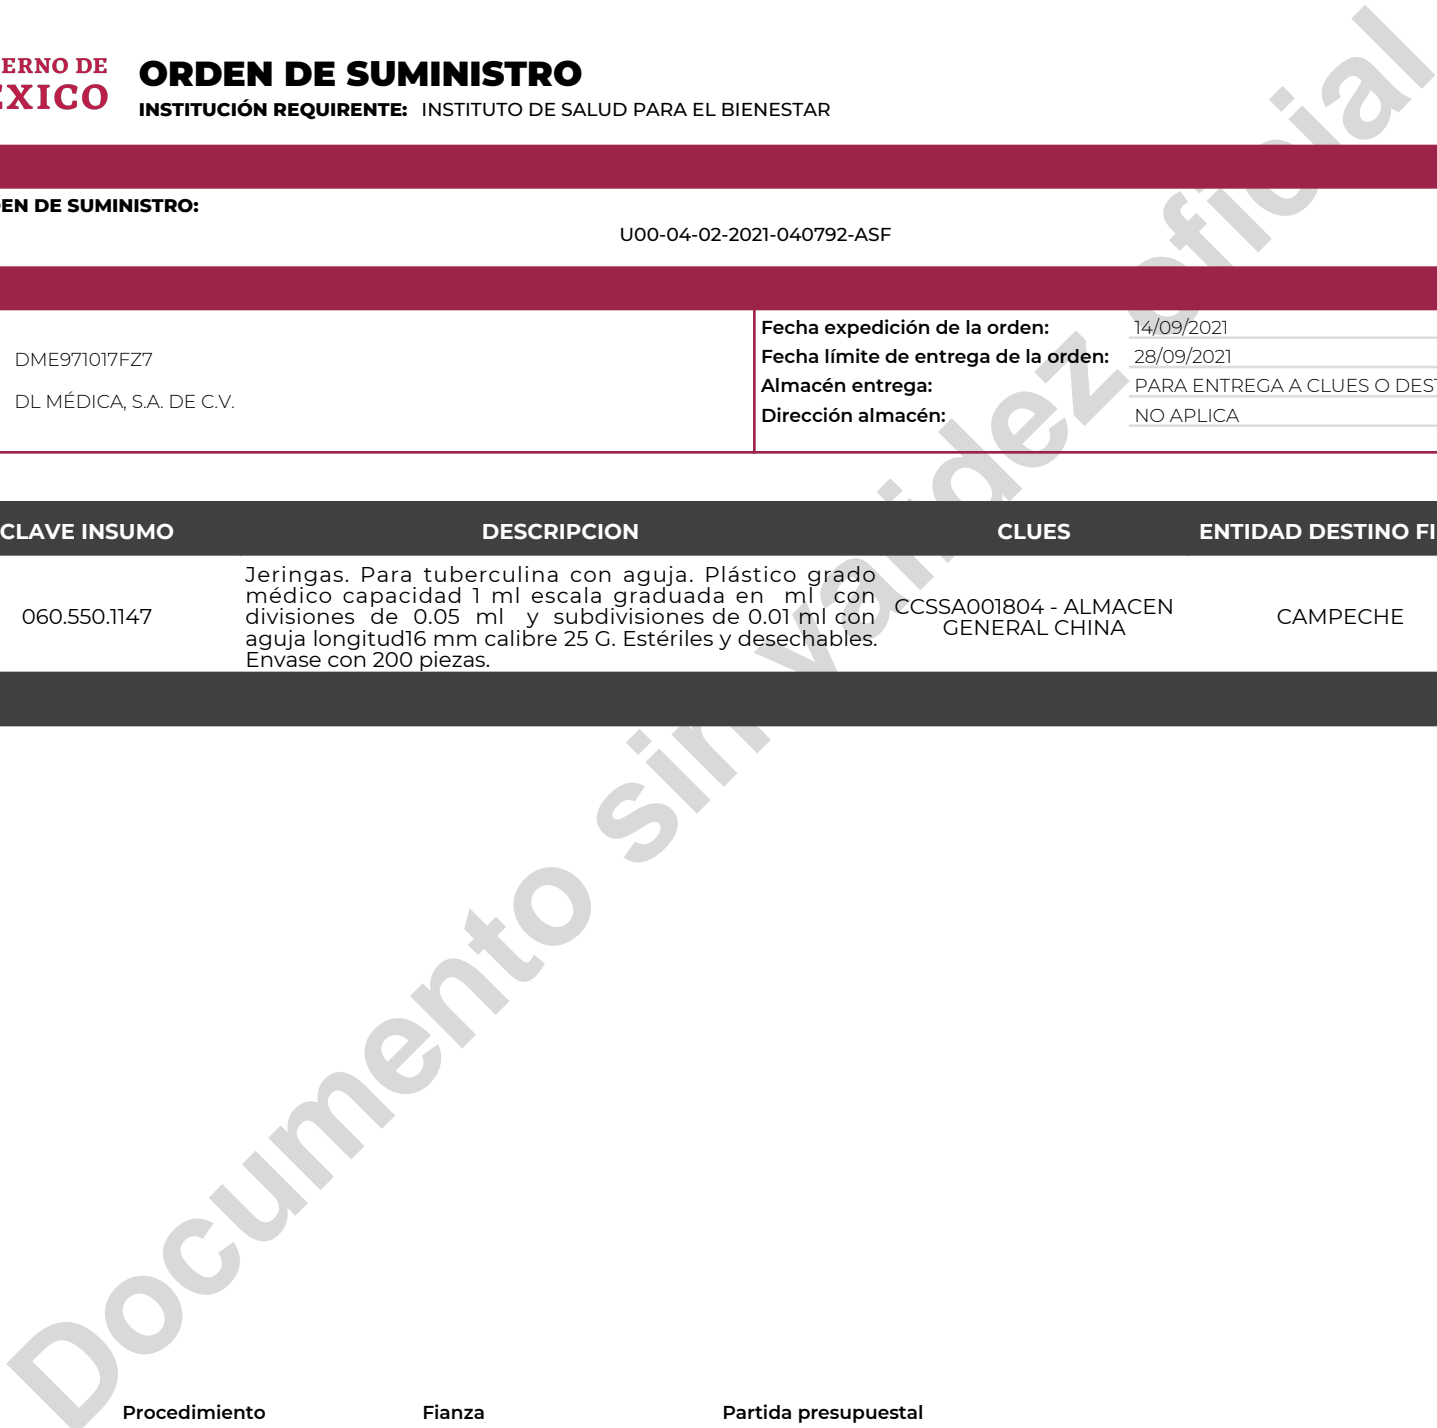 ERNO DE
ÉXICO
ORDEN DE SUMINISTRO
INSTITUCIÓN REQUIRENTE: INSTITUTO DE SALUD PARA EL BIENESTAR
EN DE SUMINISTRO:
U00-04-02-2021-040792-ASF
DME971017FZ7
DL MÉDICA, S.A. DE C.V.
Fecha expedición de la orden: 14/09/2021
Fecha límite de entrega de la orden: 28/09/2021
Almacén entrega: PARA ENTREGA A CLUES O DEST
Dirección almacén: NO APLICA
CLAVE INSUMO DESCRIPCION CLUES ENTIDAD DESTINO FI
Jeringas. Para tuberculina con aguja. Plástico grado
médico capacidad 1 ml escala graduada en ml con
060.550.1147 divisiones de 0.05 ml y subdivisiones de 0.01 ml con CCSSA001804 - ALMACEN GENERAL CHINA CAMPECHE
aguja longitud16 mm calibre 25 G. Estériles y desechables.
Envase con 200 piezas.
Documento sin validez oficial
Procedimiento Fianza Partida presupuestal